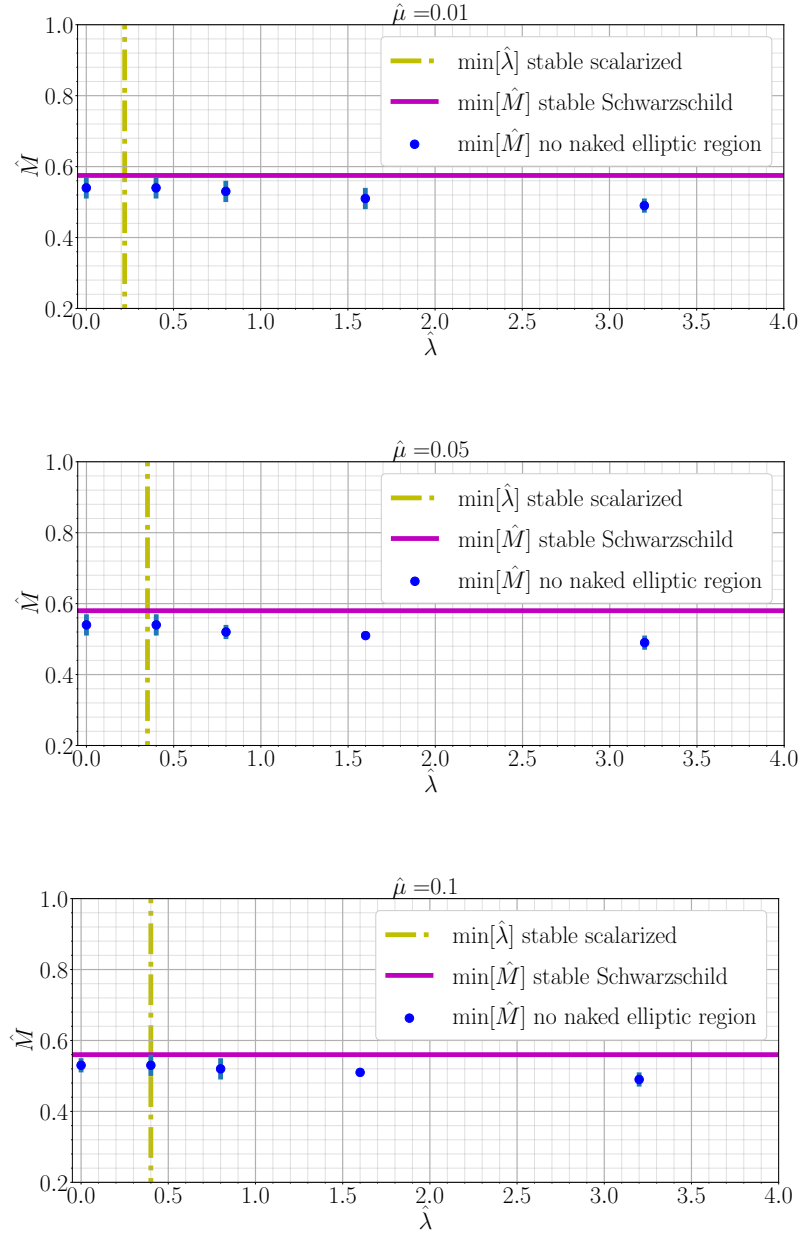 μ̂ =0.01
1.0
0.8
0.6
0.4
0.2
M̂
min[λ̂] stable scalarized
min[M̂] stable Schwarzschild
min[M̂] no naked elliptic region
0.0 0.5 1.0 1.5 2.0 2.5 3.0 3.5 4.0
λ̂
μ̂ =0.05
1.0
0.8
0.6
0.4
0.2
M̂
min[λ̂] stable scalarized
min[M̂] stable Schwarzschild
min[M̂] no naked elliptic region
0.0 0.5 1.0 1.5 2.0 2.5 3.0 3.5 4.0
λ̂
μ̂ =0.1
1.0
0.8
0.6
0.4
0.2
M̂
min[λ̂] stable scalarized
min[M̂] stable Schwarzschild
min[M̂] no naked elliptic region
0.0 0.5 1.0 1.5 2.0 2.5 3.0 3.5 4.0
λ̂